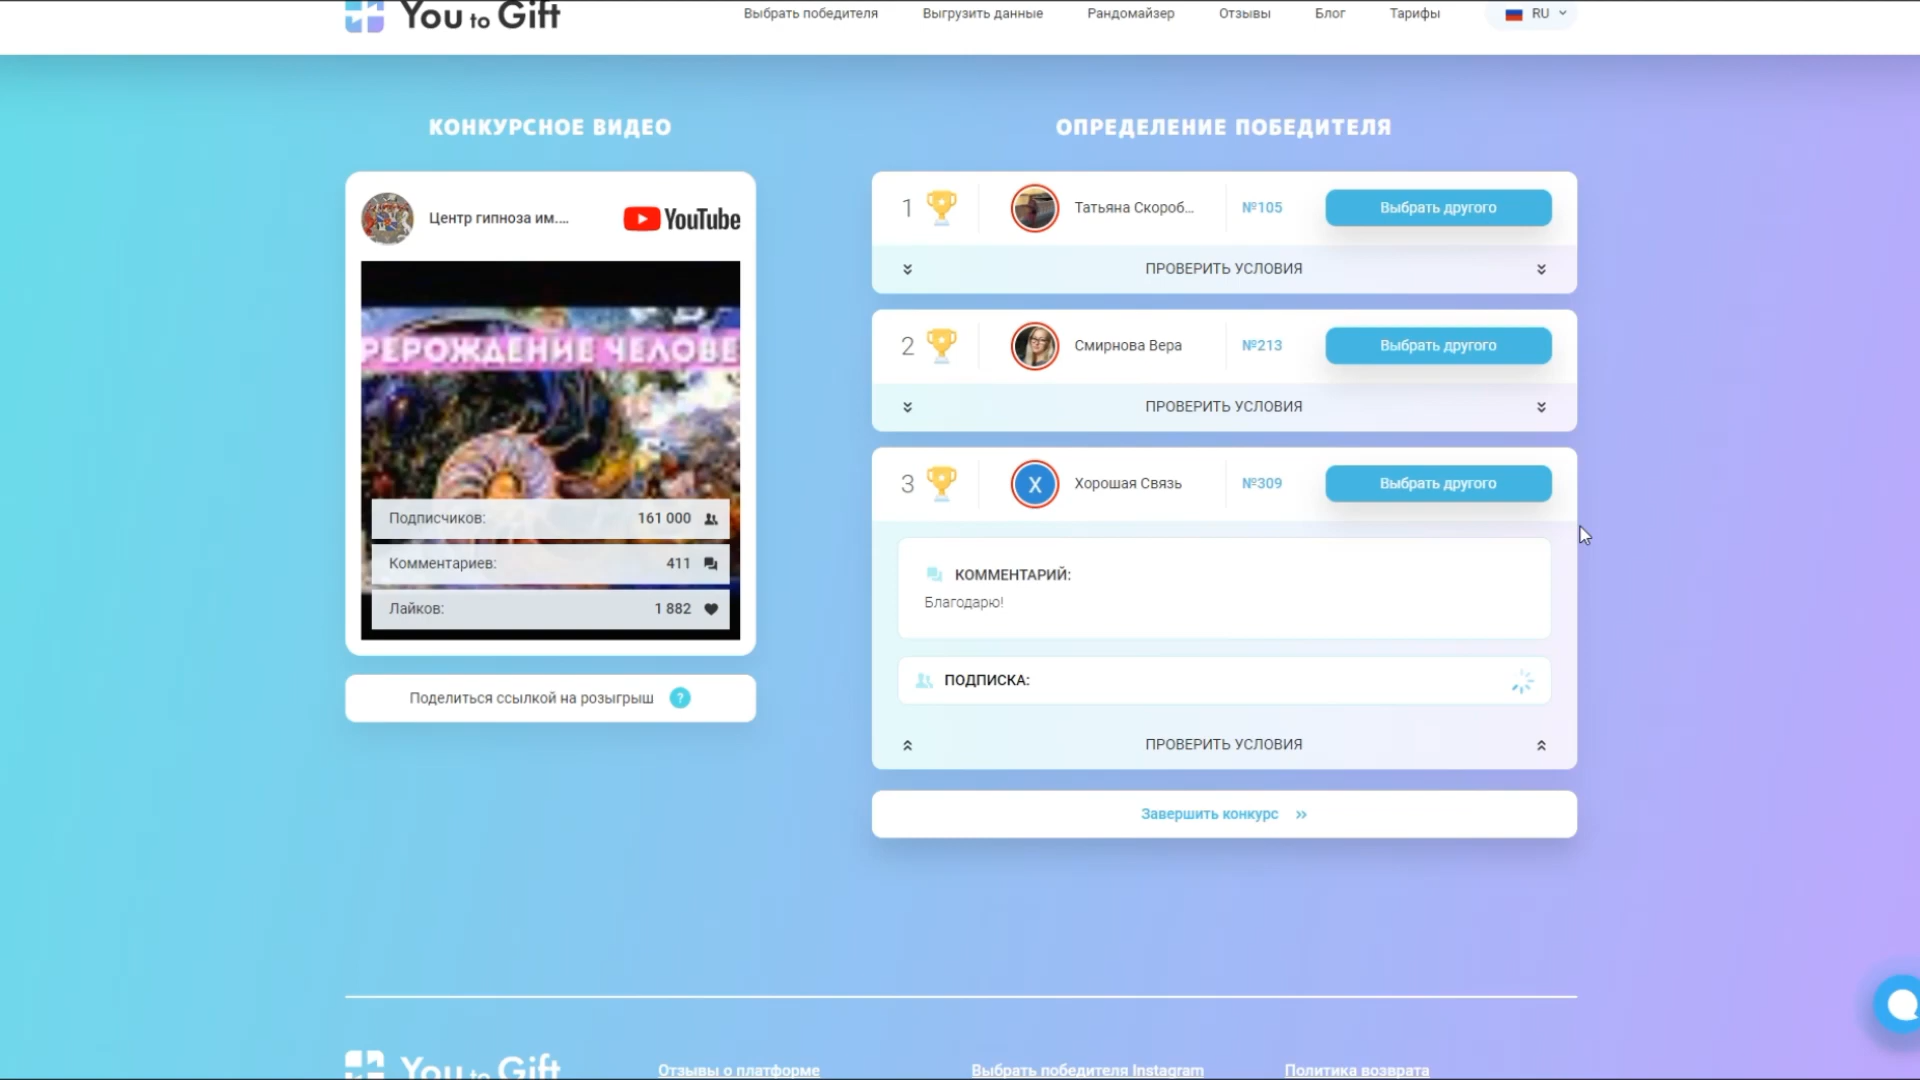 You to Gift
Выбрать победителя
Выгрузить данные
Рандомайзер
Отзывы
Блог
Тарифы
RU
КОНКУРСНОЕ ВИДЕО
Центр гипноза им....
YouTube
РЕРОЖДЕНИЕ ЧЕЛОВЕ
Подписчиков: 161 000
Комментариев: 411
Лайков: 1 882
Поделиться ссылкой на розыгрыш ?
ОПРЕДЕЛЕНИЕ ПОБЕДИТЕЛЯ
1 Татьяна Скороб... №105 Выбрать другого
ПРОВЕРИТЬ УСЛОВИЯ
2 Смирнова Вера №213 Выбрать другого
ПРОВЕРИТЬ УСЛОВИЯ
3 Х Хорошая Связь №309 Выбрать другого
КОММЕНТАРИЙ:
Благодарю!
ПОДПИСКА:
ПРОВЕРИТЬ УСЛОВИЯ
Завершить конкурс »
You to Gift
Отзывы о платформе
Выбрать победителя Instagram
Политика возврата